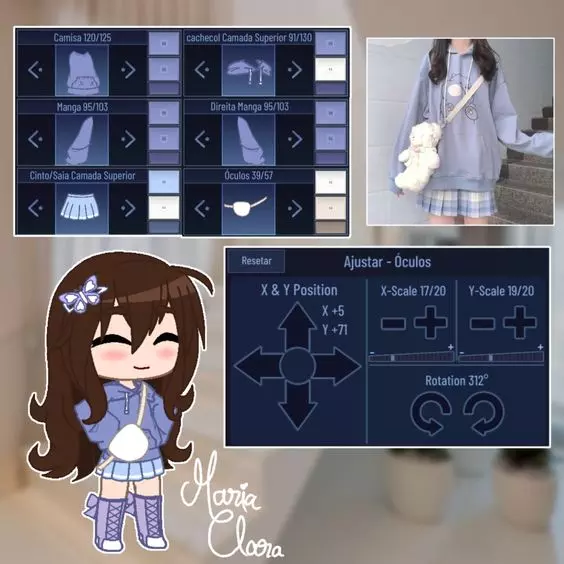 Camisa 120/125
cachecol Camada Superior 91/130
Manga 95/103
Direita Manga 95/103
Cinto/Saia Camada Superior
Óculos 39/57
Resetar
Ajustar - Óculos
X & Y Position
X +5
Y +71
X-Scale 17/20
Y-Scale 19/20
Rotation 312°
Maria
Clara